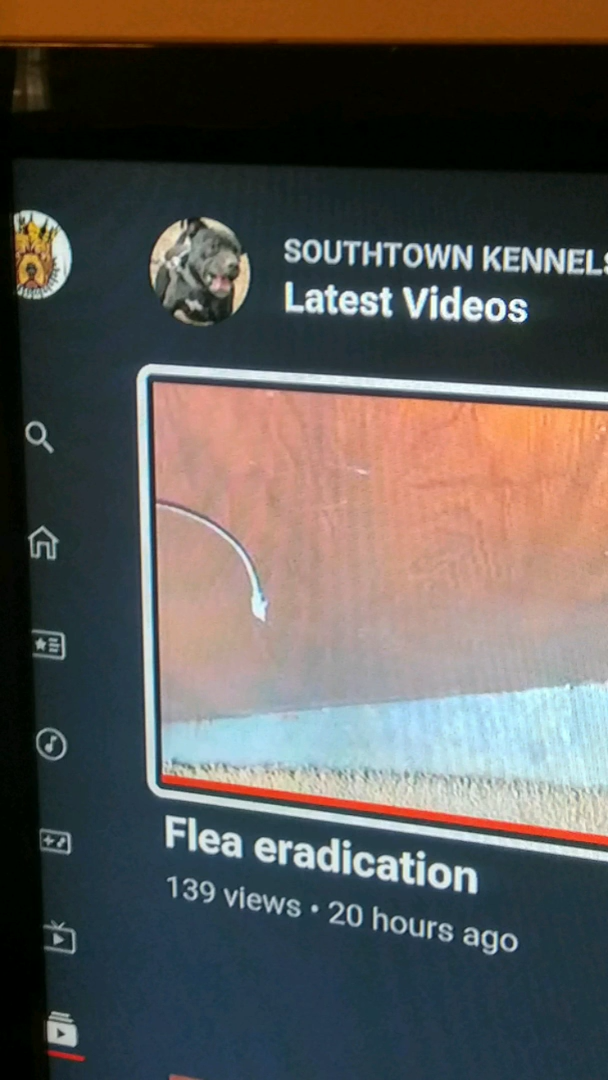 SOUTHTOWN KENNELS
Latest Videos
Flea eradication
139 views • 20 hours ago